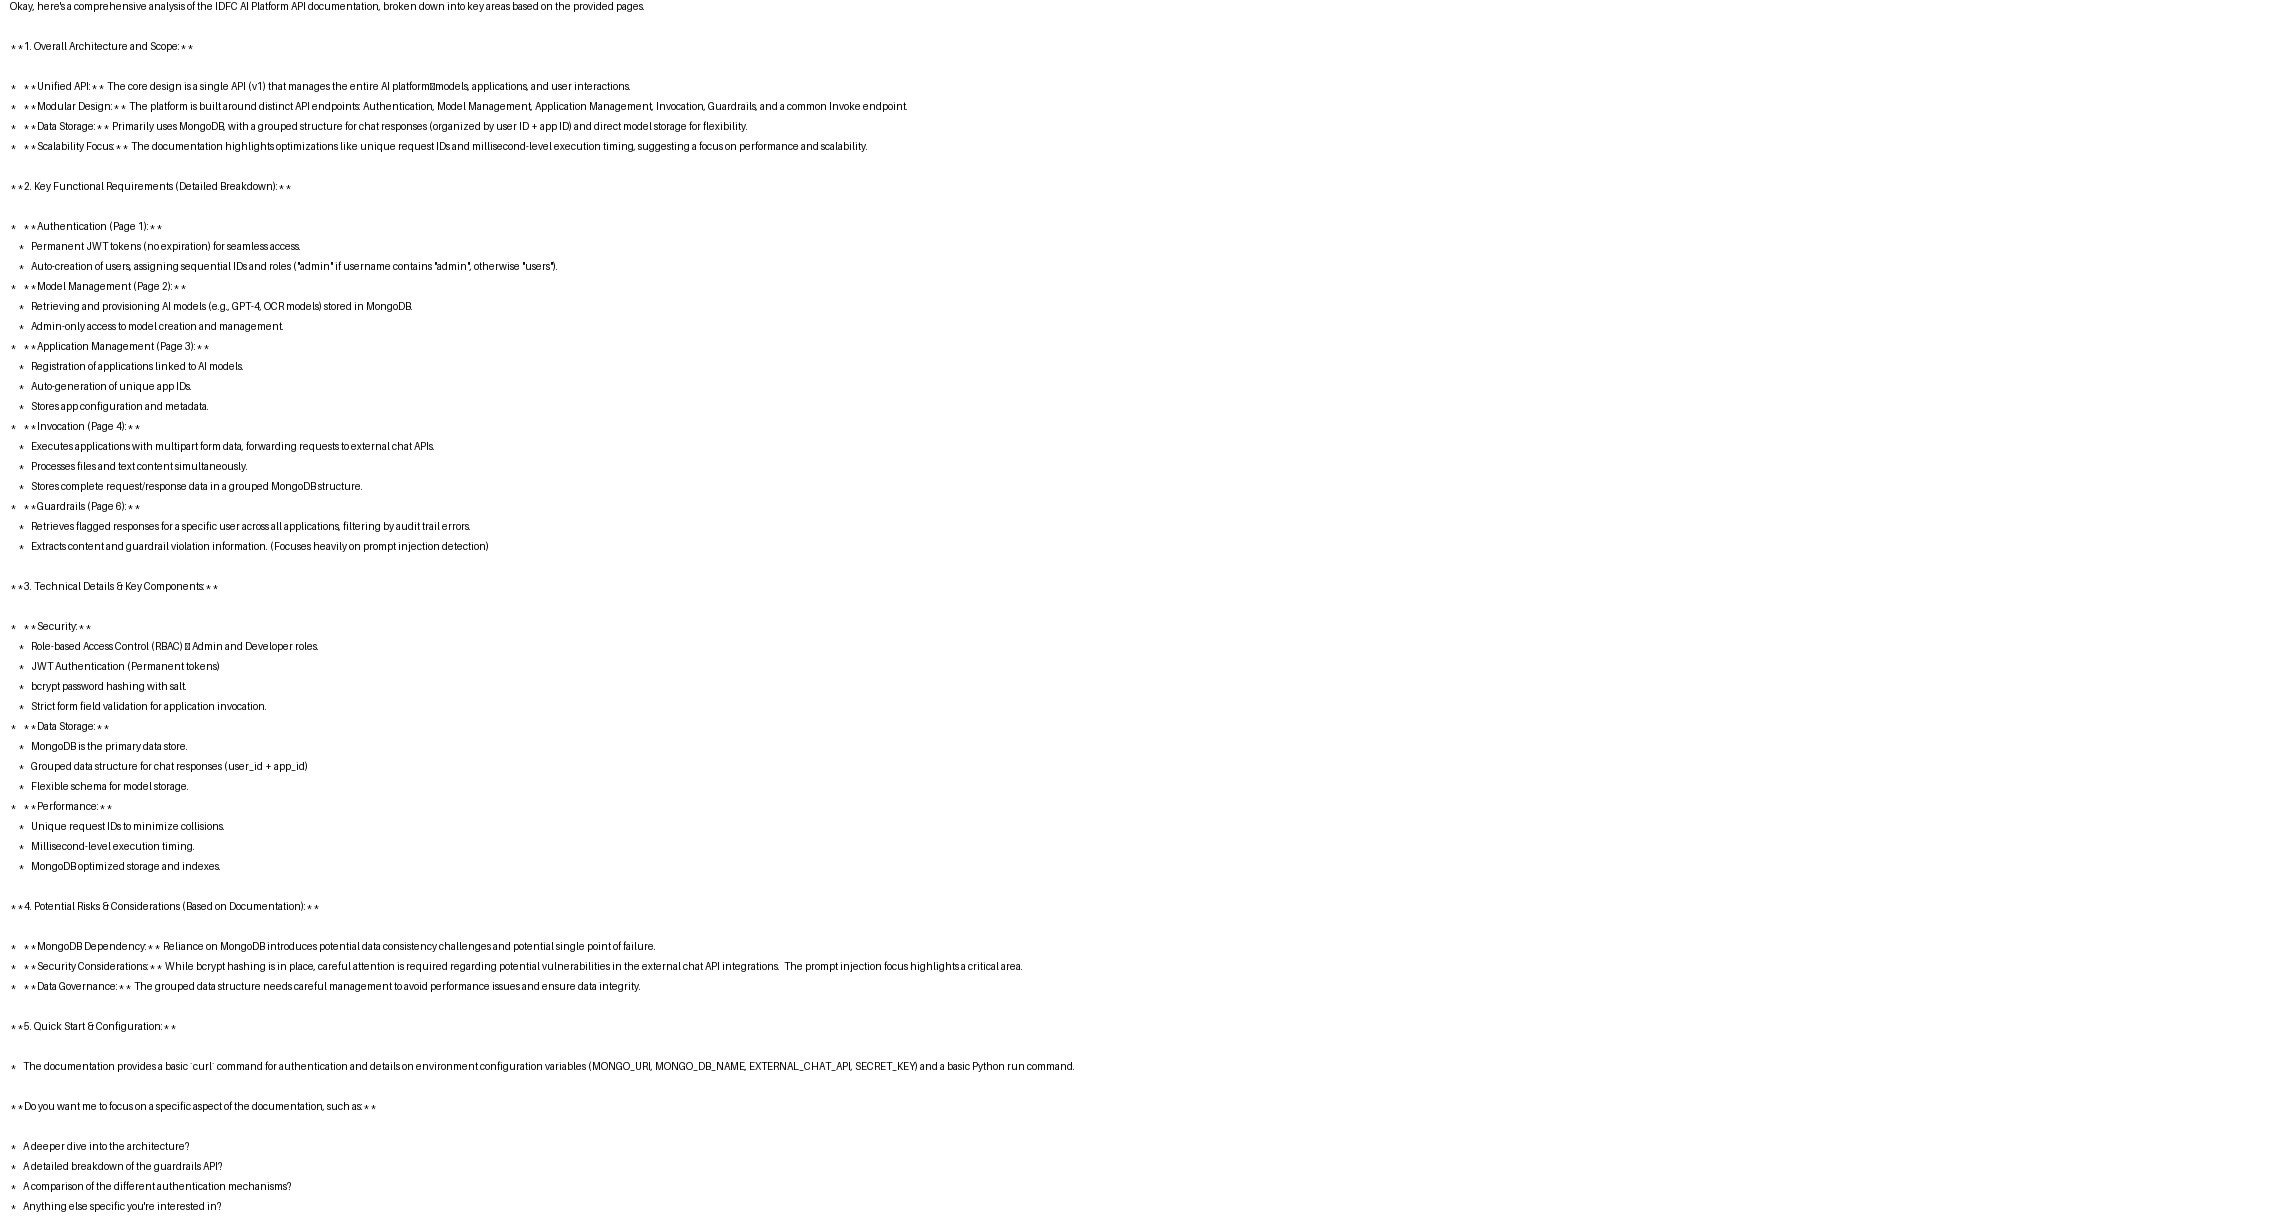 Okay, here's a comprehensive analysis of the IDFC AI Platform API documentation, broken down into key areas based on the provided pages.
**1. Overall Architecture and Scope:**
*   **Unified API:** The core design is a single API (v1) that manages the entire AI platform▯models, applications, and user interactions.
*   **Modular Design:** The platform is built around distinct API endpoints: Authentication, Model Management, Application Management, Invocation, Guardrails, and a common Invoke endpoint.
*   **Data Storage:** Primarily uses MongoDB, with a grouped structure for chat responses (organized by user ID + app ID) and direct model storage for flexibility.
*   **Scalability Focus:** The documentation highlights optimizations like unique request IDs and millisecond-level execution timing, suggesting a focus on performance and scalability.
**2. Key Functional Requirements (Detailed Breakdown):**
*   **Authentication (Page 1):**
    *   Permanent JWT tokens (no expiration) for seamless access.
    *   Auto-creation of users, assigning sequential IDs and roles ("admin" if username contains "admin", otherwise "users").
*   **Model Management (Page 2):**
    *   Retrieving and provisioning AI models (e.g., GPT-4, OCR models) stored in MongoDB.
    *   Admin-only access to model creation and management.
*   **Application Management (Page 3):**
    *   Registration of applications linked to AI models.
    *   Auto-generation of unique app IDs.
    *   Stores app configuration and metadata.
*   **Invocation (Page 4):**
    *   Executes applications with multipart form data, forwarding requests to external chat APIs.
    *   Processes files and text content simultaneously.
    *   Stores complete request/response data in a grouped MongoDB structure.
*   **Guardrails (Page 6):**
    *   Retrieves flagged responses for a specific user across all applications, filtering by audit trail errors.
    *   Extracts content and guardrail violation information. (Focuses heavily on prompt injection detection)
**3. Technical Details & Key Components:**
*   **Security:**
    *   Role-based Access Control (RBAC) ▯ Admin and Developer roles.
    *   JWT Authentication (Permanent tokens)
    *   bcrypt password hashing with salt.
    *   Strict form field validation for application invocation.
*   **Data Storage:**
    *   MongoDB is the primary data store.
    *   Grouped data structure for chat responses (user_id + app_id)
    *   Flexible schema for model storage.
*   **Performance:**
    *   Unique request IDs to minimize collisions.
    *   Millisecond-level execution timing.
    *   MongoDB optimized storage and indexes.
**4. Potential Risks & Considerations (Based on Documentation):**
*   **MongoDB Dependency:** Reliance on MongoDB introduces potential data consistency challenges and potential single point of failure.
*   **Security Considerations:** While bcrypt hashing is in place, careful attention is required regarding potential vulnerabilities in the external chat API integrations.  The prompt injection focus highlights a critical area.
*   **Data Governance:** The grouped data structure needs careful management to avoid performance issues and ensure data integrity.
**5. Quick Start & Configuration:**
*   The documentation provides a basic `curl` command for authentication and details on environment configuration variables (MONGO_URI, MONGO_DB_NAME, EXTERNAL_CHAT_API, SECRET_KEY) and a basic Python run command.
**Do you want me to focus on a specific aspect of the documentation, such as:**
*   A deeper dive into the architecture?
*   A detailed breakdown of the guardrails API?
*   A comparison of the different authentication mechanisms?
*   Anything else specific you're interested in?